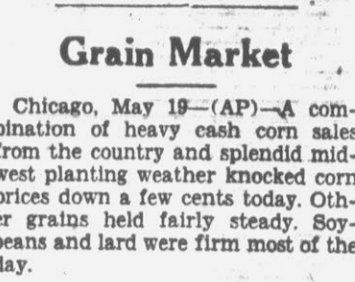 Grain Market
Chicago, May 19—(AP)—A com-
bination of heavy cash corn sales
from the country and splendid mid-
west planting weather knocked corn
prices down a few cents today. Oth-
er grains held fairly steady. Soy-
beans and lard were firm most of the
day.